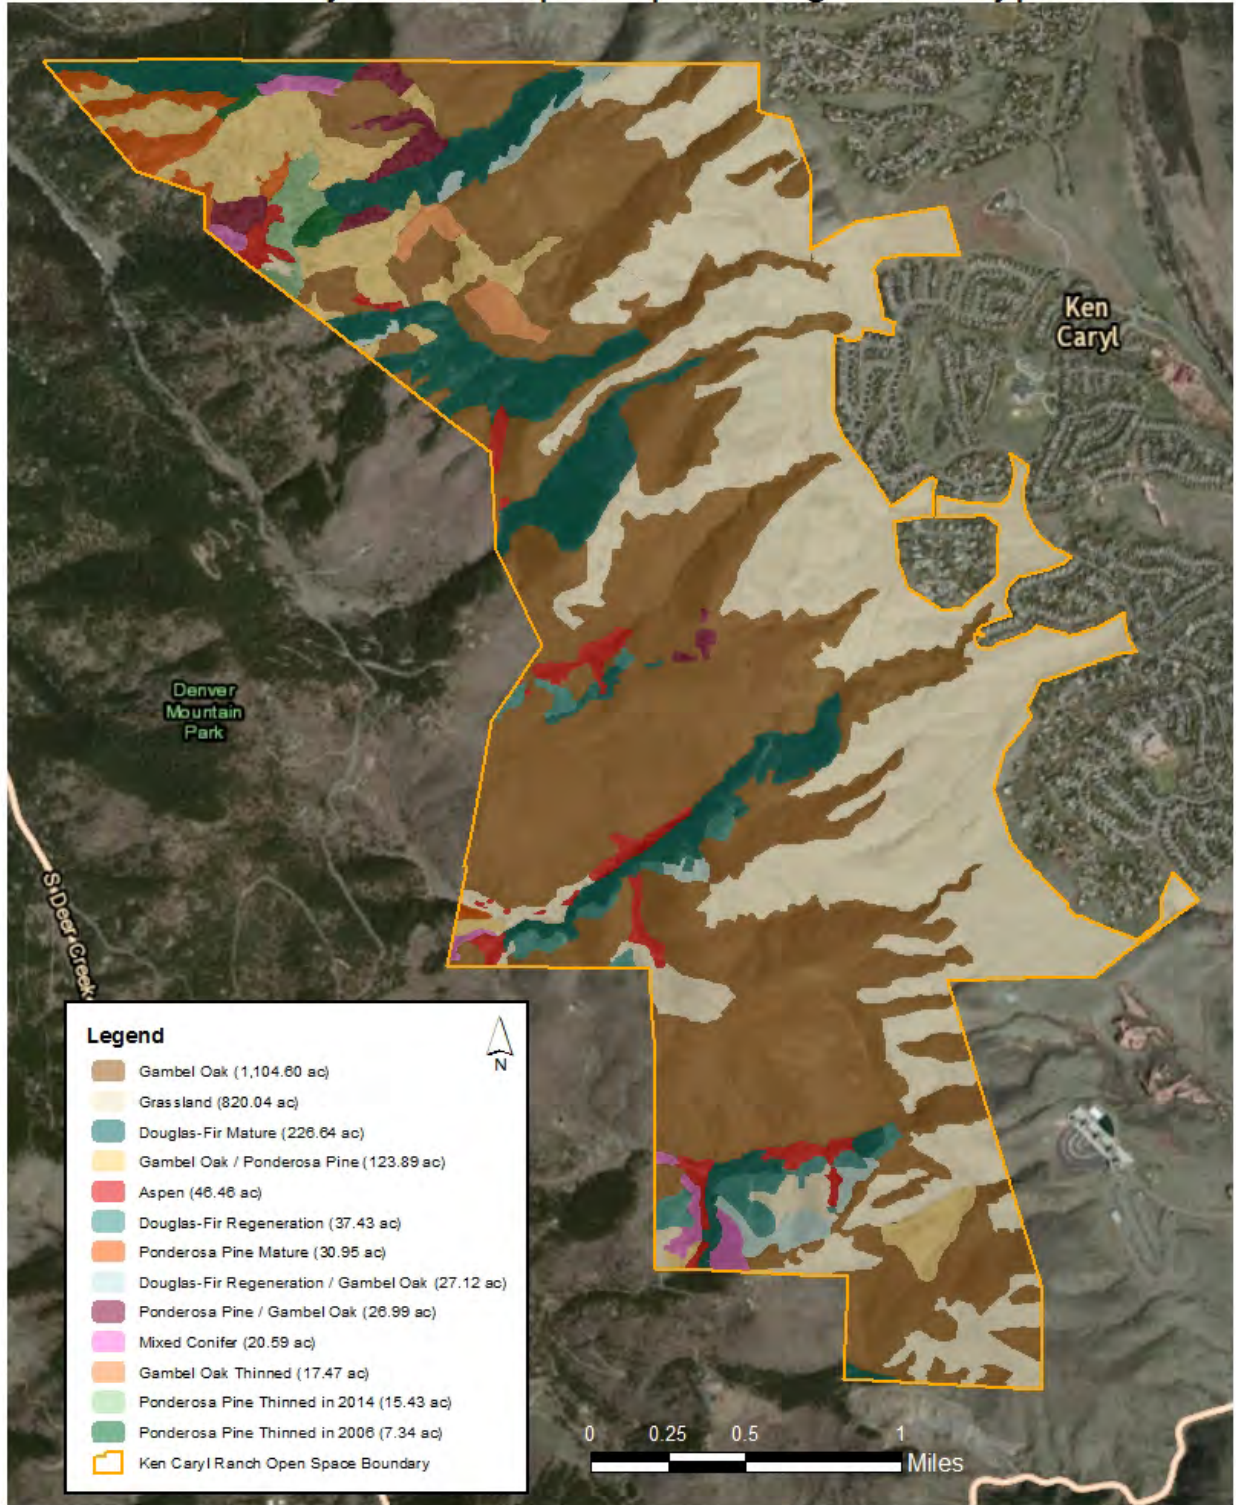 Ken
Caryl
Denver
Mountain
Park
S Deer Creek
Legend
N
Gambel Oak (1,104.60 ac)
Grassland (820.04 ac)
Douglas-Fir Mature (226.64 ac)
Gambel Oak / Ponderosa Pine (123.89 ac)
Aspen (46.46 ac)
Douglas-Fir Regeneration (37.43 ac)
Ponderosa Pine Mature (30.95 ac)
Douglas-Fir Regeneration / Gambel Oak (27.12 ac)
Ponderosa Pine / Gambel Oak (26.99 ac)
Mixed Conifer (20.59 ac)
Gambel Oak Thinned (17.47 ac)
Ponderosa Pine Thinned in 2014 (15.43 ac)
Ponderosa Pine Thinned in 2006 (7.34 ac)
Ken Caryl Ranch Open Space Boundary
0 0.25 0.5 1
Miles